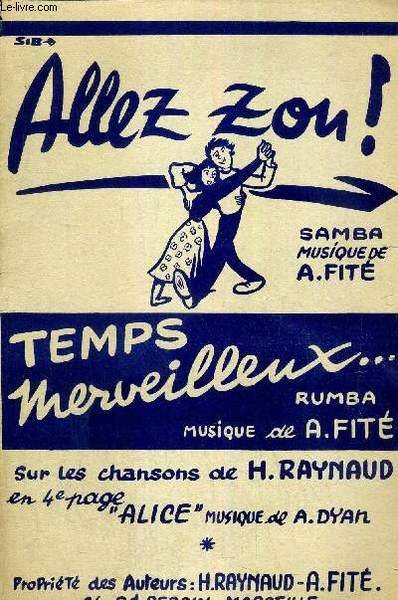 Le-livre.com
SIB
Allez zou!
SAMBA
MUSIQUE DE
A. FITÉ
TEMPS
merveilleux...
RUMBA
MUSIQUE de A. FITÉ
Sur les chansons de H. RAYNAUD
en 4e page
"ALICE" MUSIQUE de A. DYAN
*
PROPRIÉTÉ des Auteurs: H. RAYNAUD - A. FITÉ.